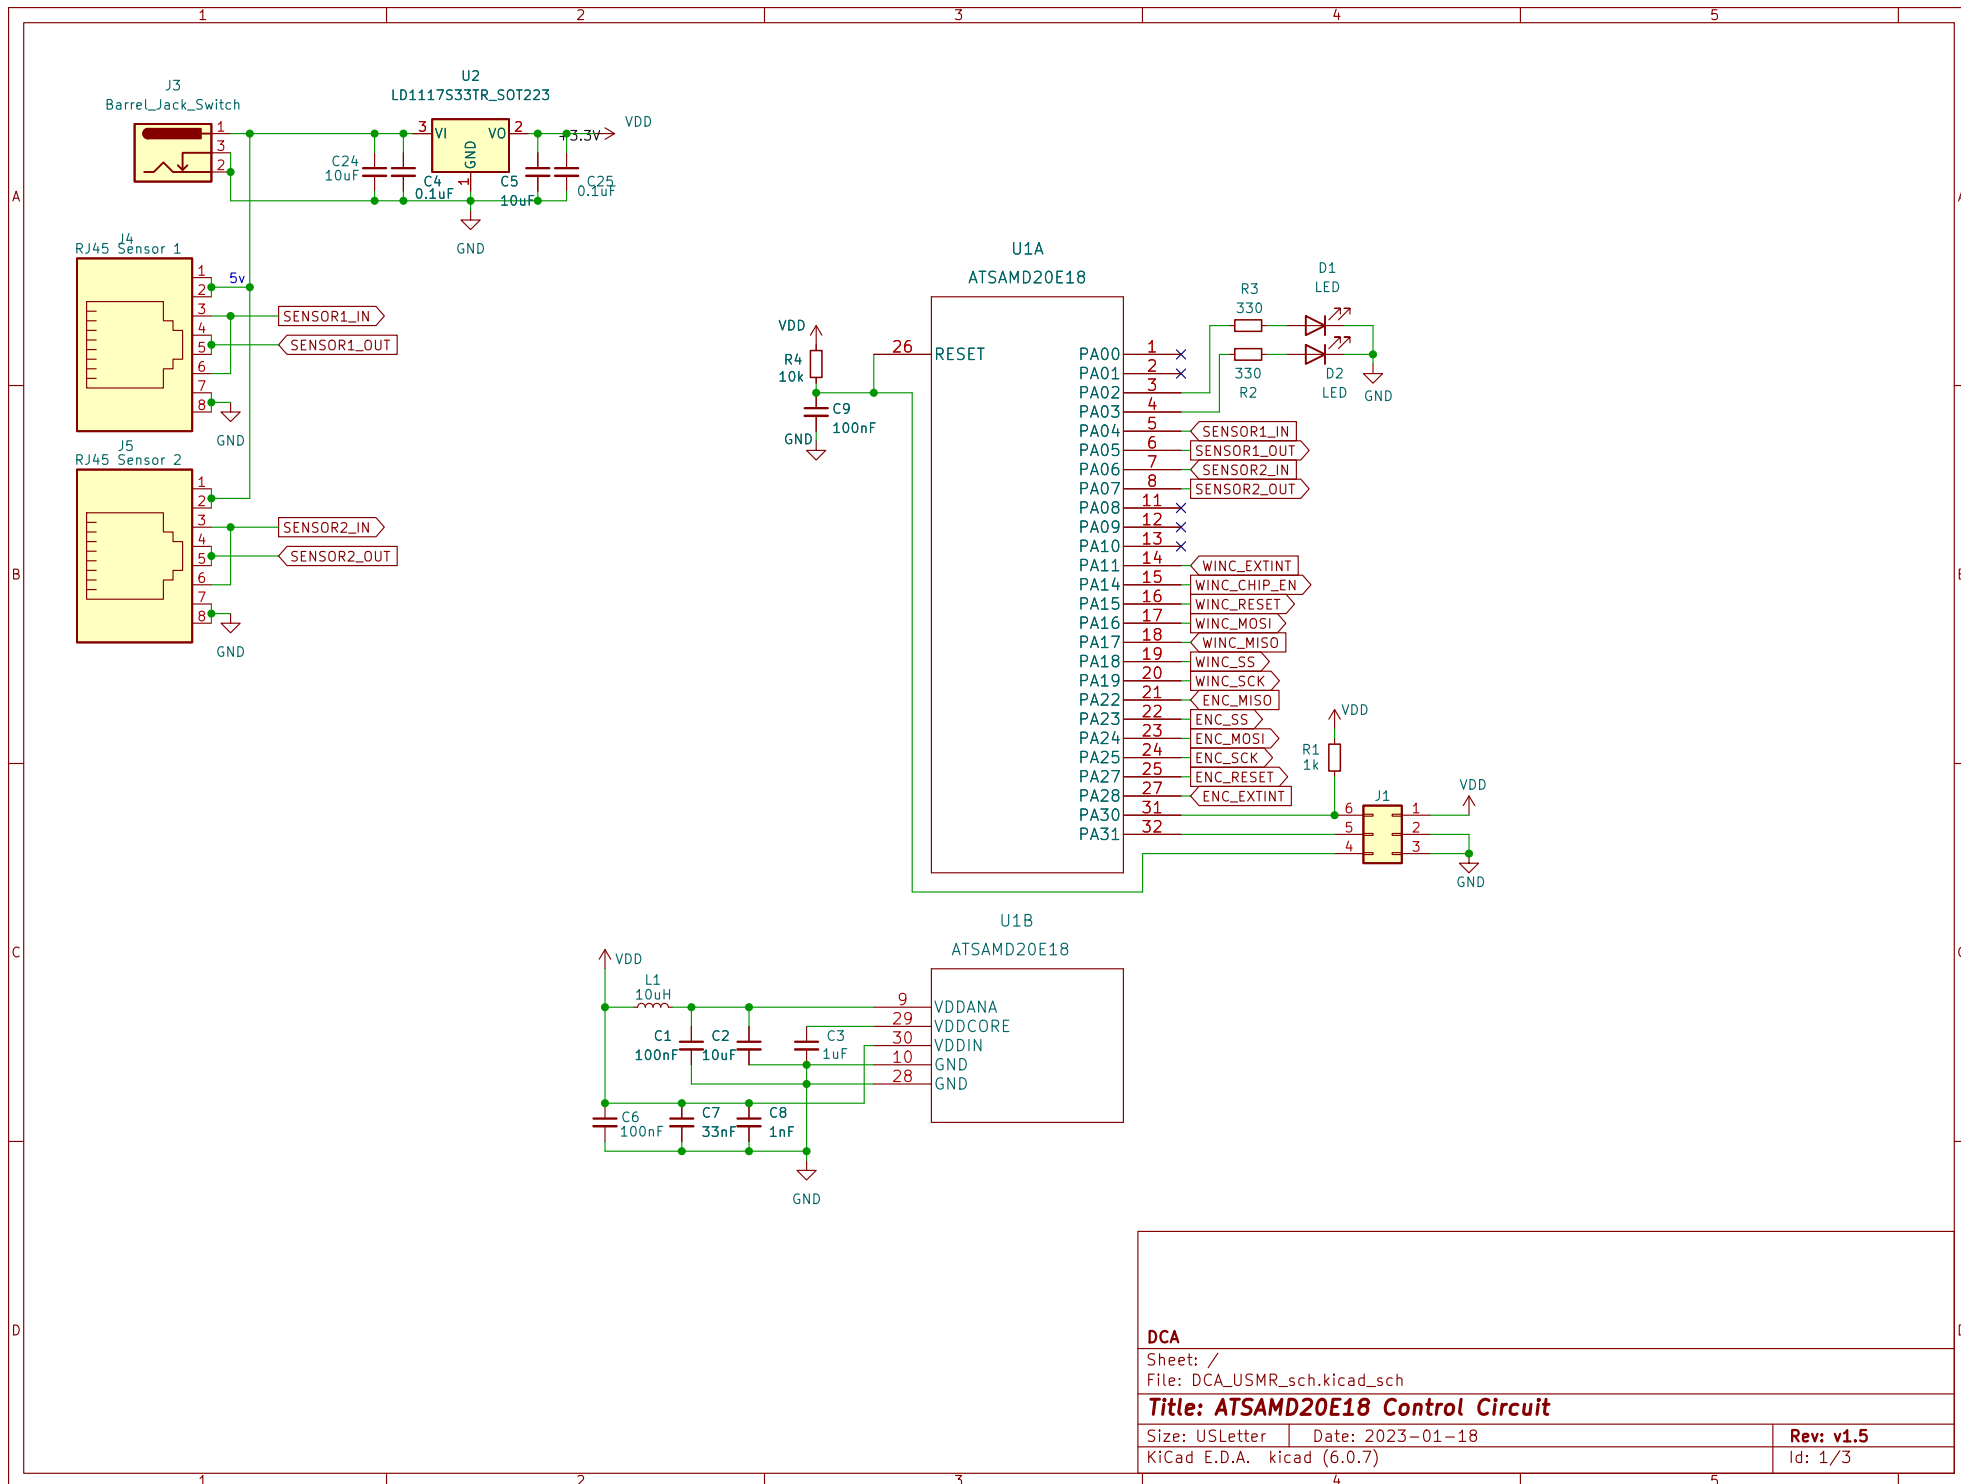 1 2 3 4 5
A
B
C
D
J3
Barrel_Jack_Switch
1
3
2
U2
LD1117S33TR_SOT223
3 VI VO 2
GND
1
+3.3V
VDD
C24
10uF
C4
0.1uF
C5
10uF
C25
0.1uF
GND
J4
RJ45 Sensor 1
1
2
3
4
5
6
7
8
5v
SENSOR1_IN
SENSOR1_OUT
GND
J5
RJ45 Sensor 2
1
2
3
4
5
6
7
8
SENSOR2_IN
SENSOR2_OUT
GND
U1A
ATSAMD20E18
VDD
R4
10k
C9
100nF
GND
26 RESET
PA00 1
PA01 2
PA02 3
PA03 4
PA04 5 SENSOR1_IN
PA05 6 SENSOR1_OUT
PA06 7 SENSOR2_IN
PA07 8 SENSOR2_OUT
PA08 11
PA09 12
PA10 13
PA11 14 WINC_EXTINT
PA14 15 WINC_CHIP_EN
PA15 16 WINC_RESET
PA16 17 WINC_MOSI
PA17 18 WINC_MISO
PA18 19 WINC_SS
PA19 20 WINC_SCK
PA22 21 ENC_MISO
PA23 22 ENC_SS
PA24 23 ENC_MOSI
PA25 24 ENC_SCK
PA27 25 ENC_RESET
PA28 27 ENC_EXTINT
PA30 31
PA31 32
R3
330
D1
LED
330
R2
D2
LED
GND
VDD
R1
1k
J1
6 1
5 2
4 3
VDD
GND
U1B
ATSAMD20E18
VDD
L1
10uH
C1
100nF
C2
10uF
C3
1uF
9 VDDANA
29 VDDCORE
30 VDDIN
10 GND
28 GND
C6
100nF
C7
33nF
C8
1nF
GND
DCA
Sheet: /
File: DCA_USMR_sch.kicad_sch
Title: ATSAMD20E18 Control Circuit
Size: USLetter Date: 2023-01-18 Rev: v1.5
KiCad E.D.A. kicad (6.0.7) Id: 1/3
1 2 3 4 5